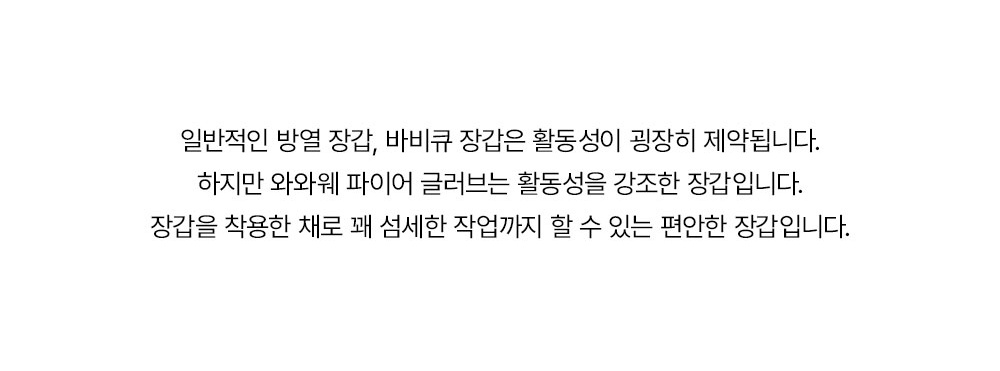 일반적인 방열 장갑, 바비큐 장갑은 활동성이 굉장히 제약됩니다.
하지만 와와웨 파이어 글러브는 활동성을 강조한 장갑입니다.
장갑을 착용한 채로 꽤 섬세한 작업까지 할 수 있는 편안한 장갑입니다.